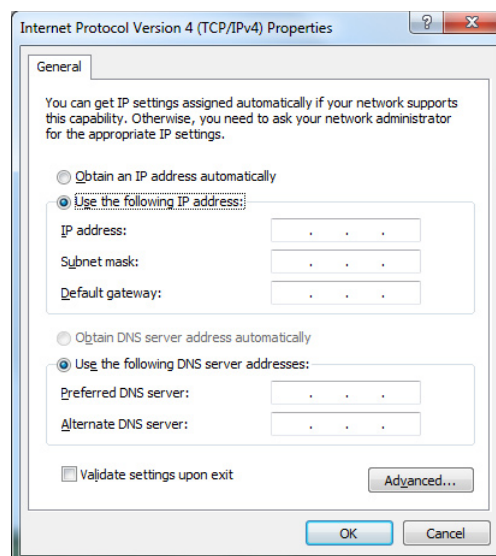 Internet Protocol Version 4 (TCP/IPv4) Properties
?
General
You can get IP settings assigned automatically if your network supports
this capability. Otherwise, you need to ask your network administrator
for the appropriate IP settings.
Obtain an IP address automatically
Use the following IP address:
IP address: . . .
Subnet mask: . . .
Default gateway: . . .
Obtain DNS server address automatically
Use the following DNS server addresses:
Preferred DNS server: . . .
Alternate DNS server: . . .
Validate settings upon exit
Advanced...
OK Cancel